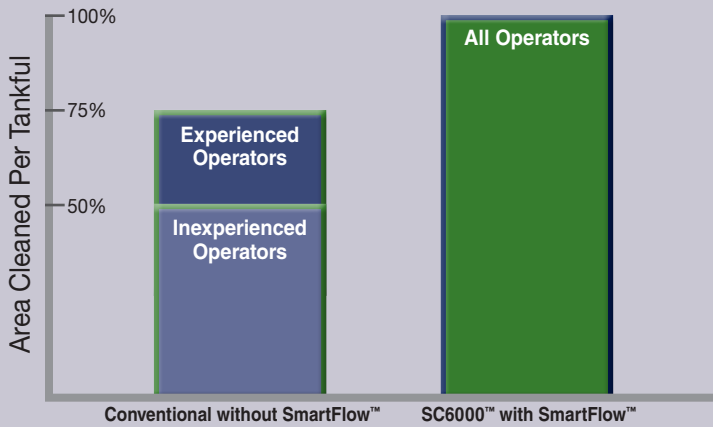 Area Cleaned Per Tankful
100%
75%
50%
Experienced
Operators
Inexperienced
Operators
All Operators
Conventional without SmartFlow™
SC6000™ with SmartFlow™